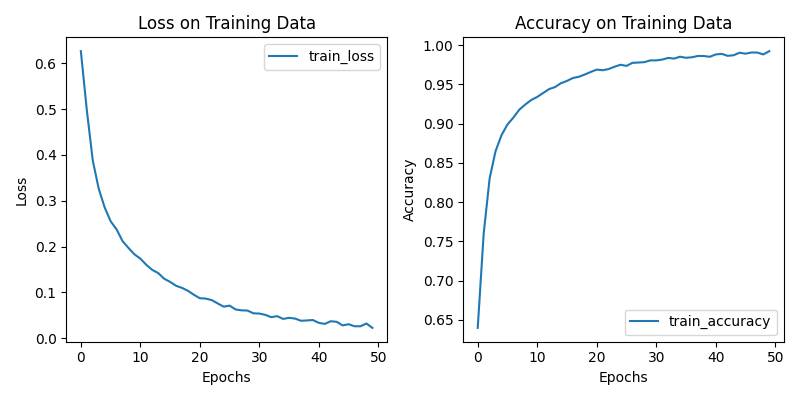 Loss on Training Data
train_loss
0.6
0.5
0.4
0.3
0.2
0.1
0.0
Loss
0 10 20 30 40 50
Epochs
Accuracy on Training Data
1.00
0.95
0.90
0.85
0.80
0.75
0.70
0.65
Accuracy
train_accuracy
0 10 20 30 40 50
Epochs